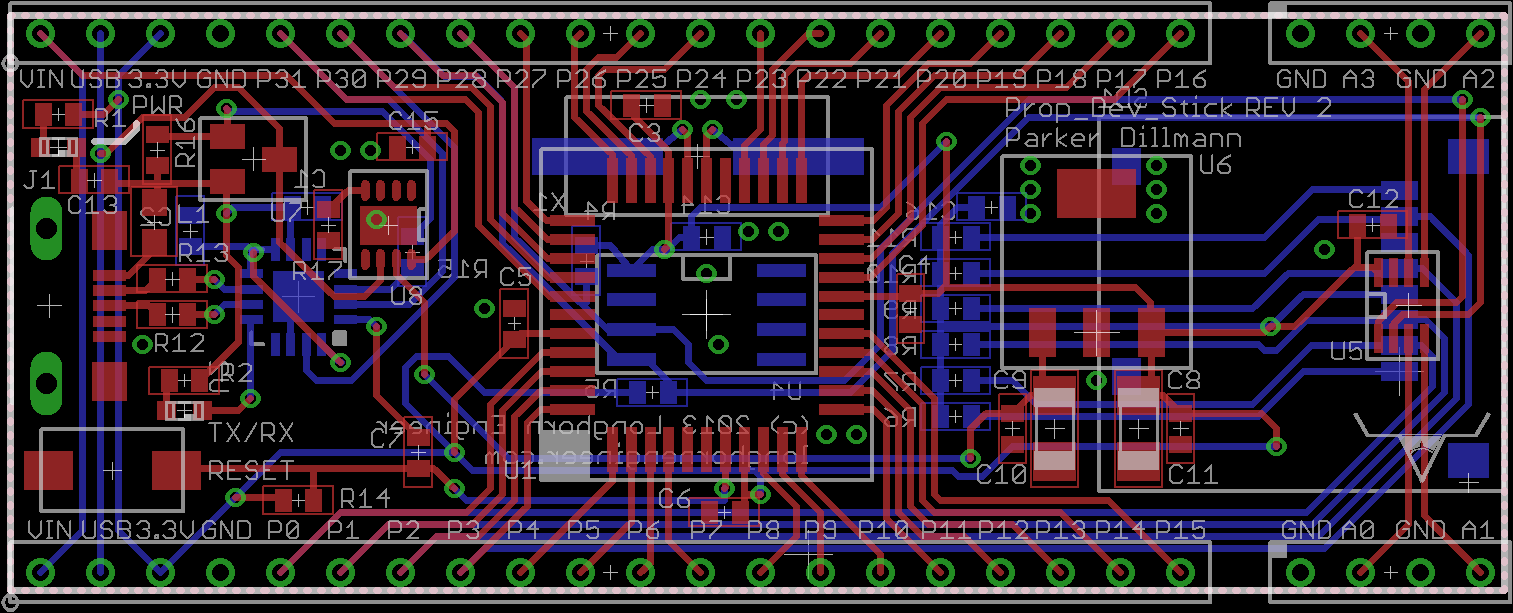 VIN USB 3.3V GND P31 P30 P29 P28 P27 P26 P25 P24 P23 P22 P21 P20 P19 P18 P17 P16 GND A3 GND A2
Prop_Dev_Stick REV 2
Parker Dillmann
PWR
R1
R16
J1
C13
L1
U7
C1
C15
R13
R17
U8
R15
R12
R2
TX/RX
RESET
R14
C3
X1
R4
C14
C5
C4
R5
U4
U1
C7
C6
(c) 2013
longhornengineer.com
R8
R7
R6
U6
C12
U5
C9
C8
C10
C11
VIN USB 3.3V GND P0 P1 P2 P3 P4 P5 P6 P7 P8 P9 P10 P11 P12 P13 P14 P15 GND A0 GND A1